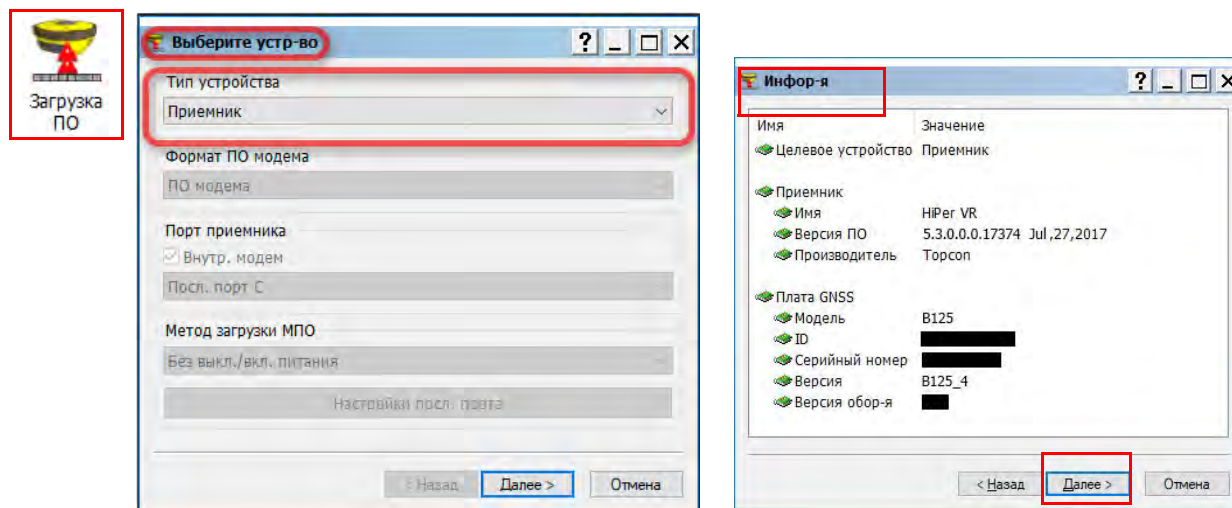 Загрузка
ПО
Выберите устр-во
Тип устройства
Приемник
Формат ПО модема
ПО модема
Порт приемника
Внутр. модем
Посл. порт C
Метод загрузки МПО
Без выкл./вкл. питания
Настройки посл. порта
< Назад Далее > Отмена
Инфор-я
Имя Значение
Целевое устройство Приемник
Приемник
Имя HiPer VR
Версия ПО 5.3.0.0.0.17374 Jul,27,2017
Производитель Topcon
Плата GNSS
Модель B125
ID
Серийный номер
Версия B125_4
Версия обор-я
< Назад Далее > Отмена